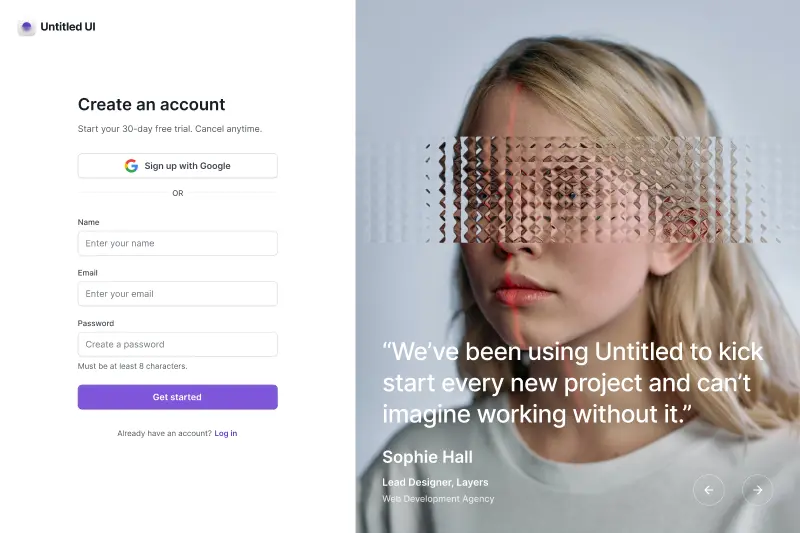 Untitled UI
Create an account
Start your 30-day free trial. Cancel anytime.
Sign up with Google
OR
Name
Enter your name
Email
Enter your email
Password
Create a password
Must be at least 8 characters.
Get started
Already have an account? Log in
“We’ve been using Untitled to kick
start every new project and can’t
imagine working without it.”
Sophie Hall
Lead Designer, Layers
Web Development Agency